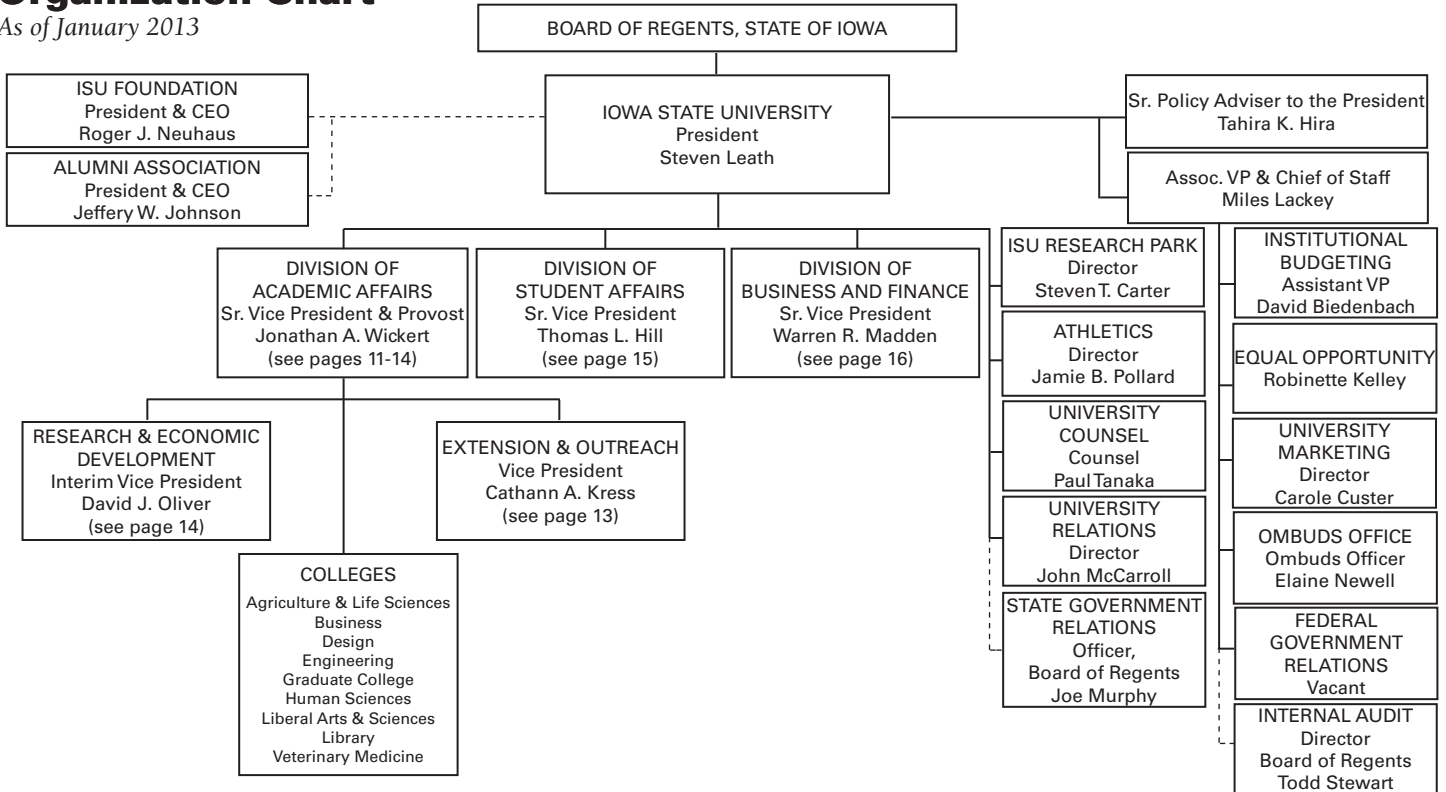 Organization Chart
As of January 2013
BOARD OF REGENTS, STATE OF IOWA
ISU FOUNDATION
President & CEO
Roger J. Neuhaus
ALUMNI ASSOCIATION
President & CEO
Jeffery W. Johnson
IOWA STATE UNIVERSITY
President
Steven Leath
Sr. Policy Adviser to the President
Tahira K. Hira
Assoc. VP & Chief of Staff
Miles Lackey
DIVISION OF
ACADEMIC AFFAIRS
Sr. Vice President & Provost
Jonathan A. Wickert
(see pages 11-14)
DIVISION OF
STUDENT AFFAIRS
Sr. Vice President
Thomas L. Hill
(see page 15)
DIVISION OF
BUSINESS AND FINANCE
Sr. Vice President
Warren R. Madden
(see page 16)
RESEARCH & ECONOMIC
DEVELOPMENT
Interim Vice President
David J. Oliver
(see page 14)
EXTENSION & OUTREACH
Vice President
Cathann A. Kress
(see page 13)
COLLEGES
Agriculture & Life Sciences
Business
Design
Engineering
Graduate College
Human Sciences
Liberal Arts & Sciences
Library
Veterinary Medicine
ISU RESEARCH PARK
Director
Steven T. Carter
ATHLETICS
Director
Jamie B. Pollard
UNIVERSITY
COUNSEL
Counsel
Paul Tanaka
UNIVERSITY
RELATIONS
Director
John McCarroll
STATE GOVERNMENT
RELATIONS
Officer,
Board of Regents
Joe Murphy
INSTITUTIONAL
BUDGETING
Assistant VP
David Biedenbach
EQUAL OPPORTUNITY
Robinette Kelley
UNIVERSITY
MARKETING
Director
Carole Custer
OMBUDS OFFICE
Ombuds Officer
Elaine Newell
FEDERAL
GOVERNMENT
RELATIONS
Vacant
INTERNAL AUDIT
Director
Board of Regents
Todd Stewart